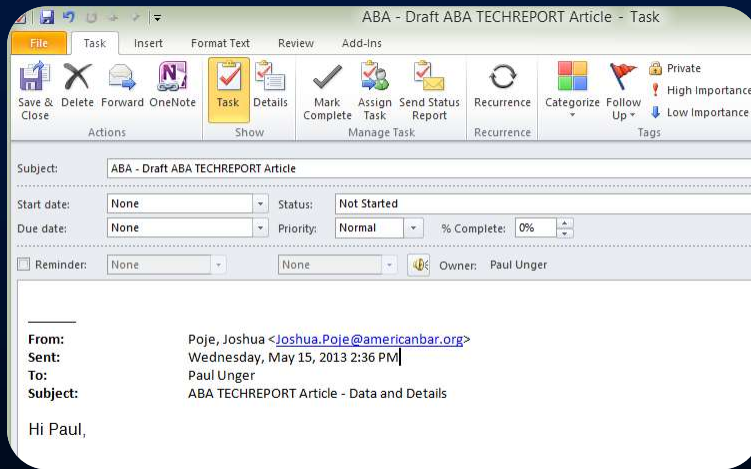 ABA - Draft ABA TECHREPORT Article - Task
File Task Insert Format Text Review Add-Ins
Save & Close Delete Forward OneNote Task Details Mark Complete Assign Task Send Status Report Recurrence Categorize Follow Up Private
High Importance
Low Importance
Actions Show Manage Task Recurrence Tags
Subject: ABA - Draft ABA TECHREPORT Article
Start date: None Status: Not Started
Due date: None Priority: Normal % Complete: 0%
Reminder: None None Owner: Paul Unger
From: Poje, Joshua <Joshua.Poje@americanbar.org>
Sent: Wednesday, May 15, 2013 2:36 PM
To: Paul Unger
Subject: ABA TECHREPORT Article - Data and Details
Hi Paul,